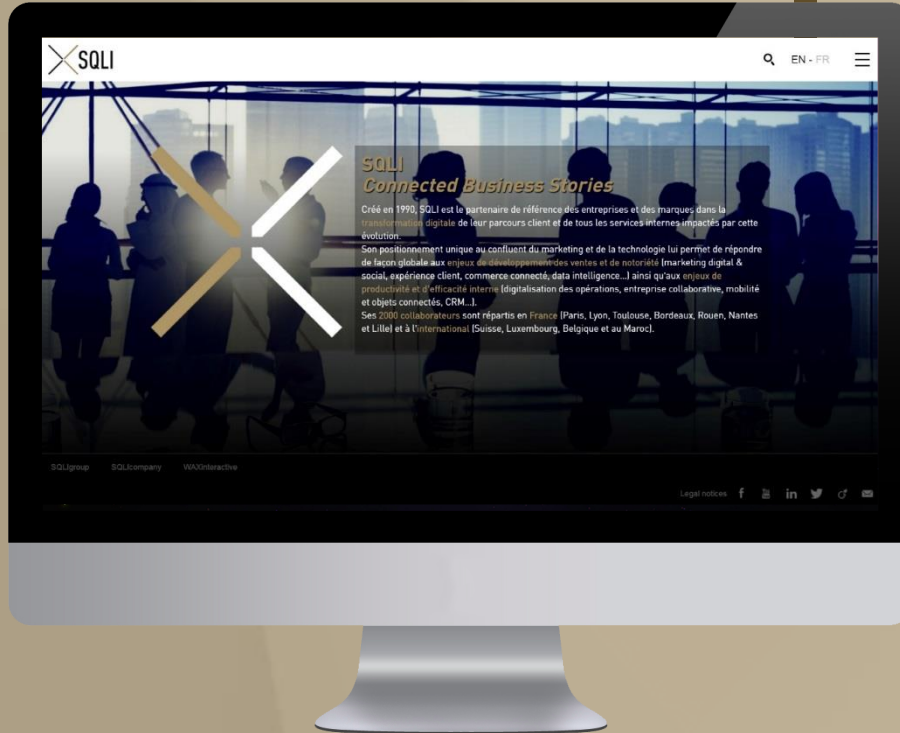 SQLI
EN - FR
SQLI
Connected Business Stories
Créé en 1990, SQLI est le partenaire de référence des entreprises et des marques dans la
transformation digitale de leur parcours client et de tous les services internes impactés par cette
évolution.
Son positionnement unique au confluent du marketing et de la technologie lui permet de répondre
de façon globale aux enjeux de développement des ventes et de notoriété (marketing digital &
social, expérience client, commerce connecté, data intelligence...) ainsi qu'aux enjeux de
productivité et d'efficacité interne (digitalisation des opérations, entreprise collaborative, mobilité
et objets connectés, CRM...).
Ses 2000 collaborateurs sont répartis en France (Paris, Lyon, Toulouse, Bordeaux, Rouen, Nantes
et Lille) et à l'international (Suisse, Luxembourg, Belgique et au Maroc).
SQLIgroup SQLIcompany WAXinteractive
Legal notices